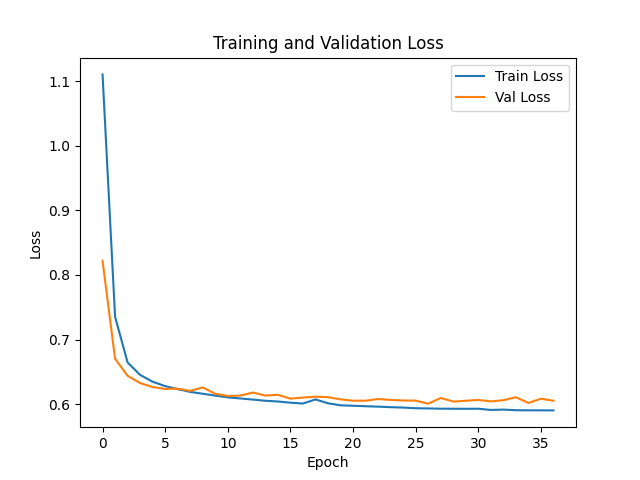 Training and Validation Loss
Train Loss
Val Loss
1.1
1.0
0.9
0.8
0.7
0.6
Loss
0 5 10 15 20 25 30 35
Epoch